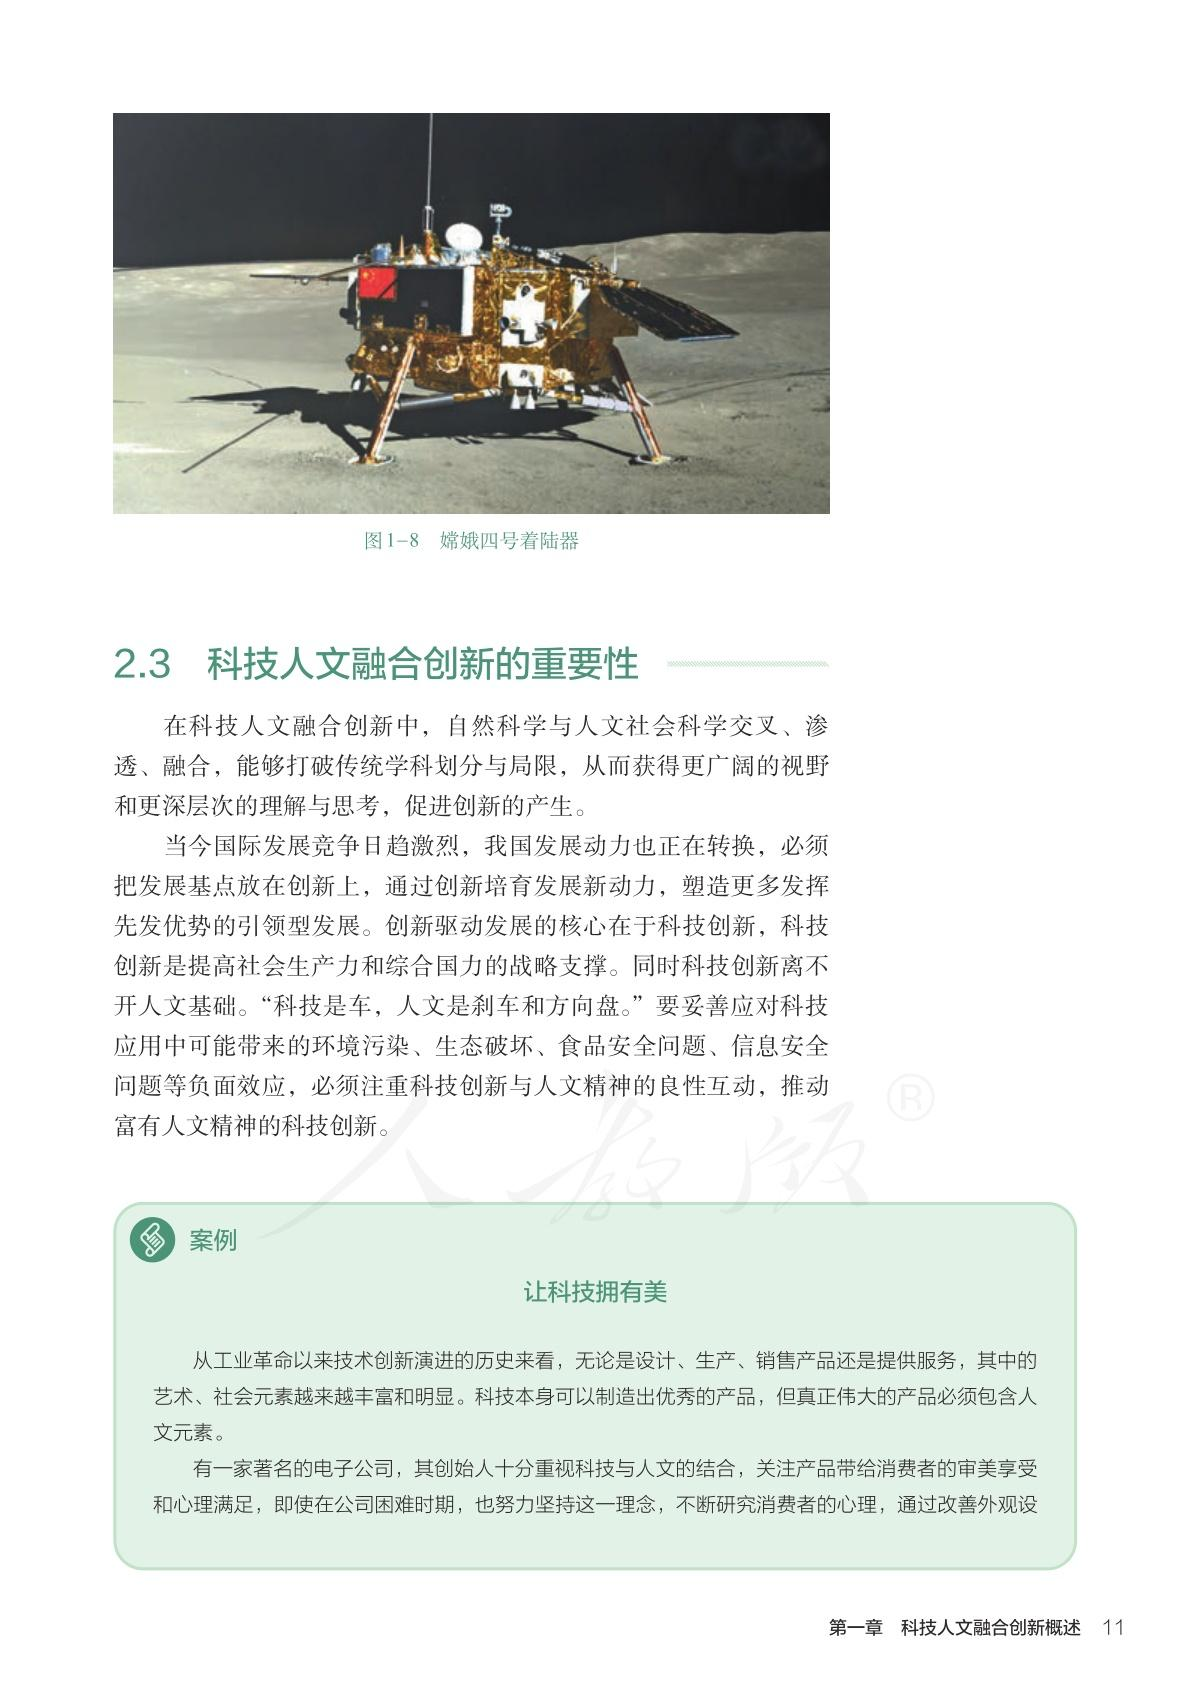 图1-8　嫦娥四号着陆器
2.3　科技人文融合创新的重要性
在科技人文融合创新中，自然科学与人文社会科学交叉、渗
透、融合，能够打破传统学科划分与局限，从而获得更广阔的视野
和更深层次的理解与思考，促进创新的产生。
当今国际发展竞争日趋激烈，我国发展动力也正在转换，必须
把发展基点放在创新上，通过创新培育发展新动力，塑造更多发挥
先发优势的引领型发展。创新驱动发展的核心在于科技创新，科技
创新是提高社会生产力和综合国力的战略支撑。同时科技创新离不
开人文基础。“科技是车，人文是刹车和方向盘。”要妥善应对科技
应用中可能带来的环境污染、生态破坏、食品安全问题、信息安全
问题等负面效应，必须注重科技创新与人文精神的良性互动，推动
富有人文精神的科技创新。
人教版®
案例
让科技拥有美
从工业革命以来技术创新演进的历史来看，无论是设计、生产、销售产品还是提供服务，其中的
艺术、社会元素越来越丰富和明显。科技本身可以制造出优秀的产品，但真正伟大的产品必须包含人
文元素。
有一家著名的电子公司，其创始人十分重视科技与人文的结合，关注产品带给消费者的审美享受
和心理满足，即使在公司困难时期，也努力坚持这一理念，不断研究消费者的心理，通过改善外观设
第一章　科技人文融合创新概述　11